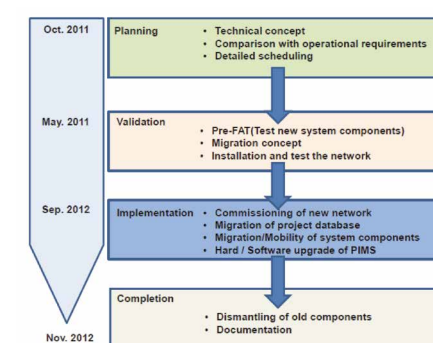 Oct. 2011
Planning
• Technical concept
• Comparison with operational requirements
• Detailed scheduling
May. 2011
Validation
• Pre-FAT(Test new system components)
• Migration concept
• Installation and test the network
Sep. 2012
Implementation
• Commissioning of new network
• Migration of project database
• Migration/Mobility of system components
• Hard / Software upgrade of PIMS
Completion
• Dismantling of old components
• Documentation
Nov. 2012